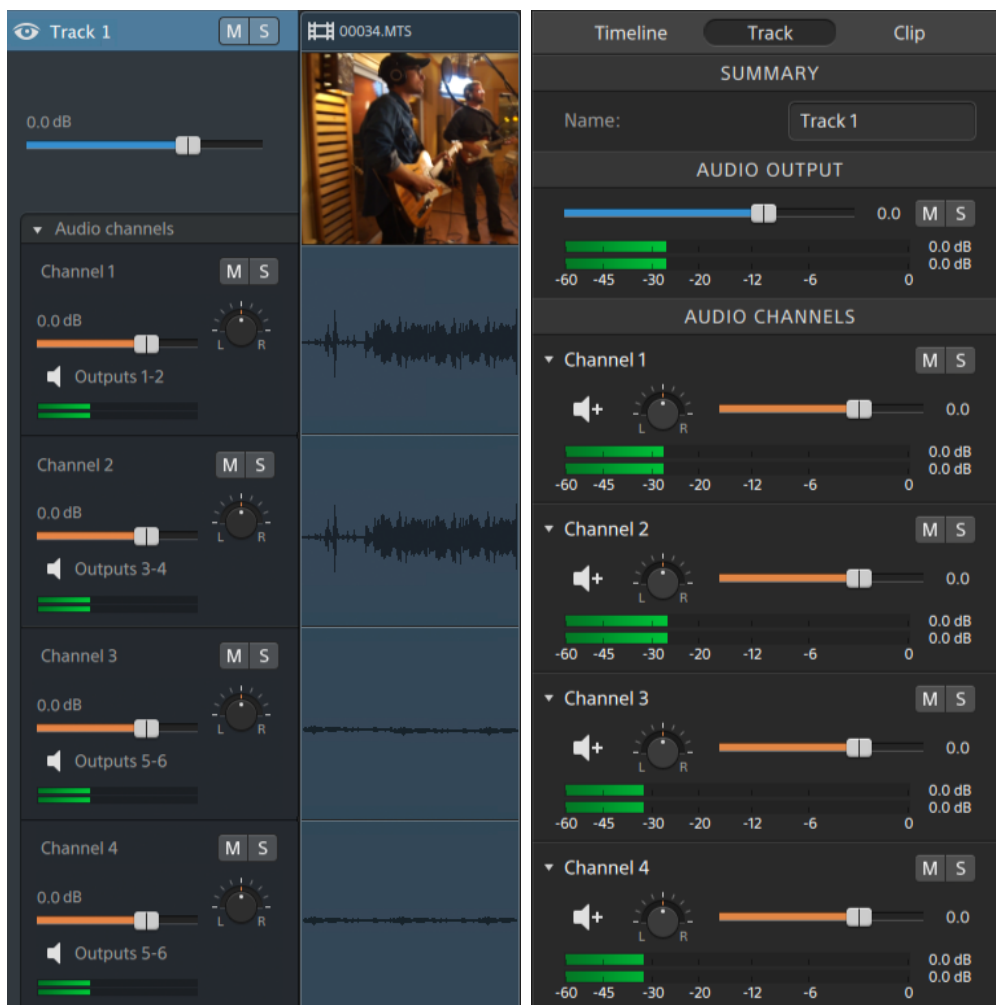 Track 1 M S
00034.MTS
0.0 dB
Audio channels
Channel 1 M S
0.0 dB
L R
Outputs 1-2
Channel 2 M S
0.0 dB
L R
Outputs 3-4
Channel 3 M S
0.0 dB
L R
Outputs 5-6
Channel 4 M S
0.0 dB
L R
Outputs 5-6
Timeline Track Clip
SUMMARY
Name: Track 1
AUDIO OUTPUT
0.0 M S
0.0 dB
0.0 dB
-60 -45 -30 -20 -12 -6 0
AUDIO CHANNELS
Channel 1 M S
0.0
L R
0.0 dB
0.0 dB
-60 -45 -30 -20 -12 -6 0
Channel 2 M S
0.0
L R
0.0 dB
0.0 dB
-60 -45 -30 -20 -12 -6 0
Channel 3 M S
0.0
L R
0.0 dB
0.0 dB
-60 -45 -30 -20 -12 -6 0
Channel 4 M S
0.0
L R
0.0 dB
0.0 dB
-60 -45 -30 -20 -12 -6 0